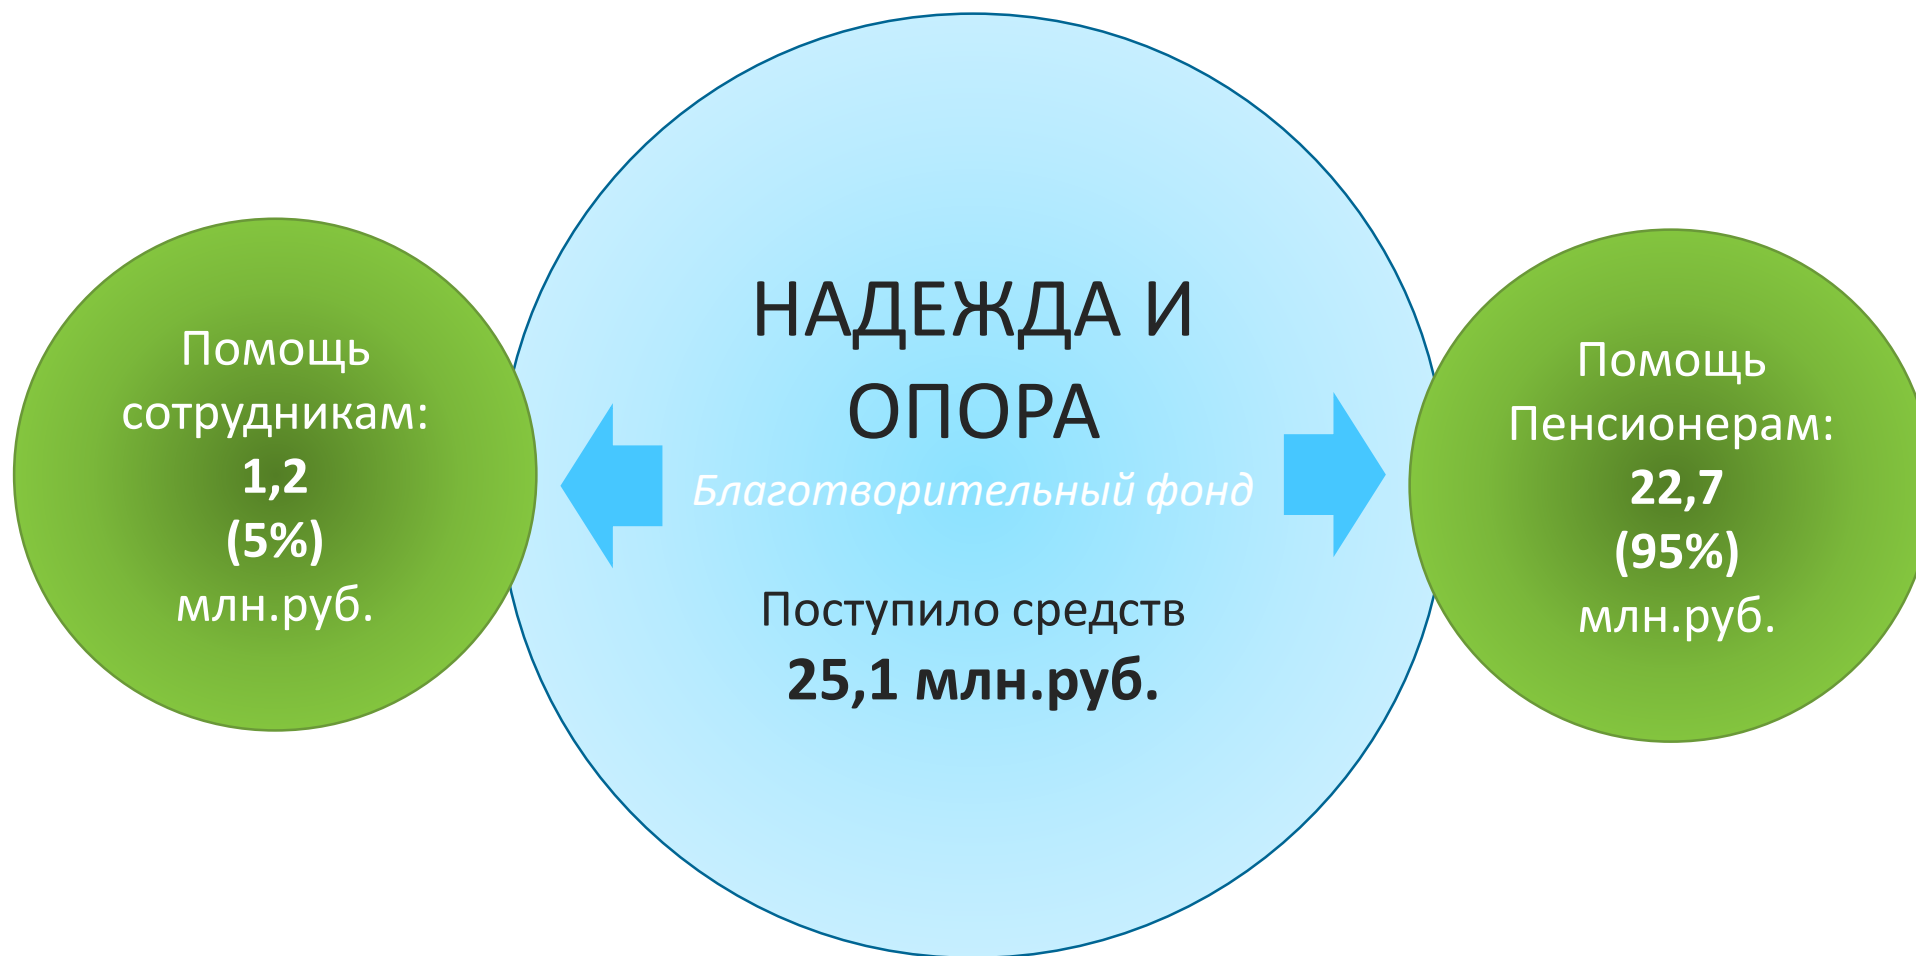 Помощь
сотрудникам:
1,2
(5%)
млн.руб.
НАДЕЖДА И
ОПОРА
Благотворительный фонд
Поступило средств
25,1 млн.руб.
Помощь
Пенсионерам:
22,7
(95%)
млн.руб.